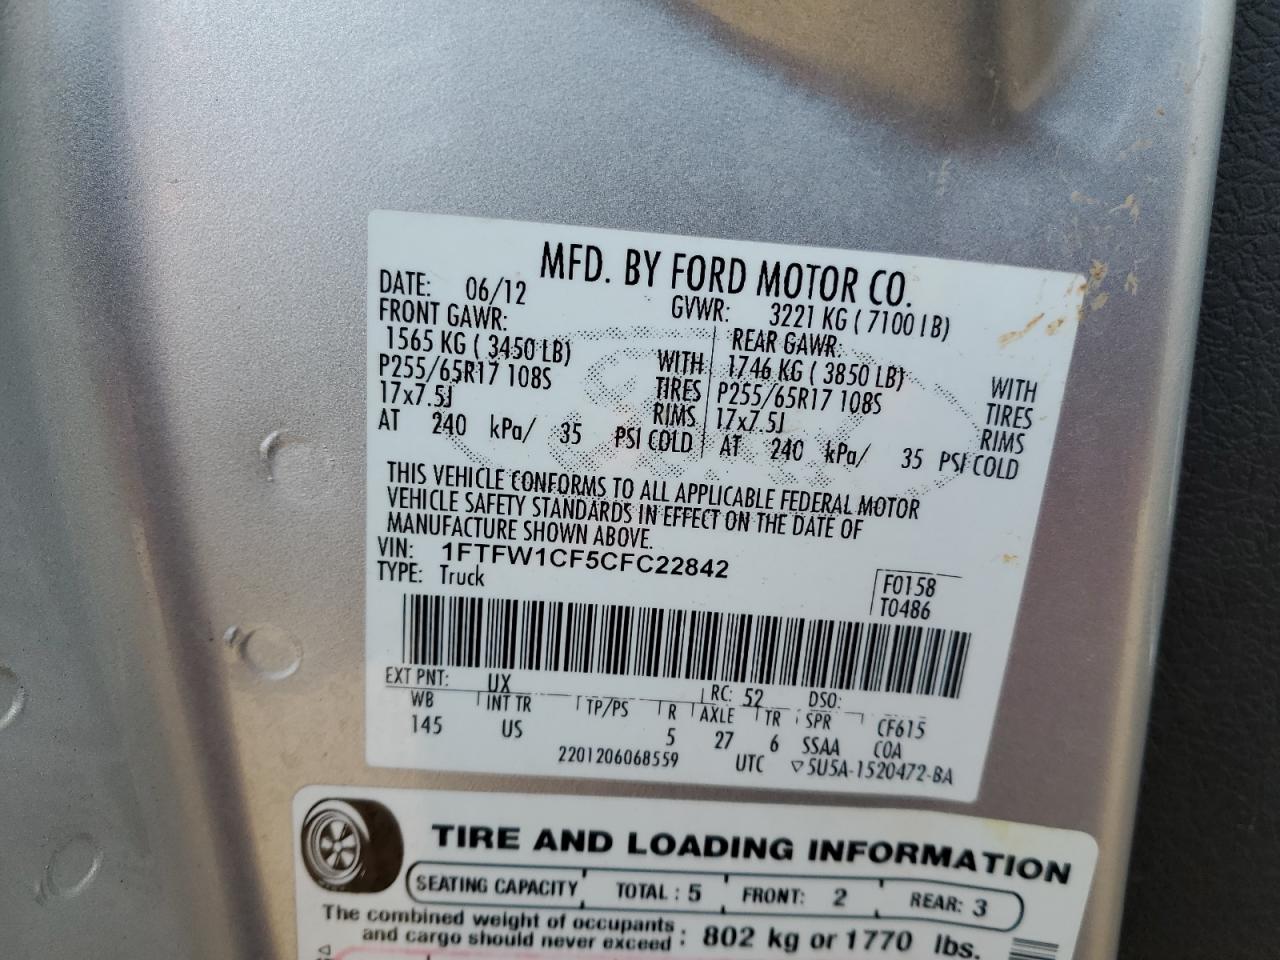 MFD. BY FORD MOTOR CO.
DATE: 06/12 GVWR: 3221 KG ( 7100 LB)
FRONT GAWR: REAR GAWR:
1565 KG ( 3450 LB) WITH 1746 KG ( 3850 LB) WITH
P255/65R17 108S TIRES P255/65R17 108S TIRES
17x7.5J RIMS 17x7.5J RIMS
AT 240 kPa/ 35 PSI COLD AT 240 kPa/ 35 PSI COLD
THIS VEHICLE CONFORMS TO ALL APPLICABLE FEDERAL MOTOR
VEHICLE SAFETY STANDARDS IN EFFECT ON THE DATE OF
MANUFACTURE SHOWN ABOVE.
VIN: 1FTFW1CF5CFC22842
TYPE: Truck
F0158
T0486
EXT PNT: UX RC: 52 DSO:
WB INT TR TP/PS R AXLE TR SPR CF615
145 US 5 27 6 SSAA COA
2201206068559 UTC ▽5U5A-1520472-BA
TIRE AND LOADING INFORMATION
SEATING CAPACITY TOTAL : 5 FRONT: 2 REAR: 3
The combined weight of occupants
and cargo should never exceed : 802 kg or 1770 lbs.